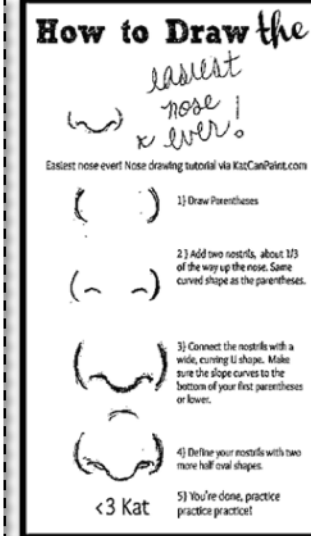 How to Draw the
easiest
nose
ever!
Easiest nose ever! Nose drawing tutorial via KatCanPaint.com
1} Draw Parentheses
2 } Add two nostrils, about 1/3
of the way up the nose. Same
curved shape as the parentheses.
3} Connect the nostrils with a
wide, curving U shape. Make
sure the slope curves to the
bottom of your first parentheses
or lower.
4} Define your nostrils with two
more half oval shapes.
<3 Kat
5} You're done, practice
practice practice!